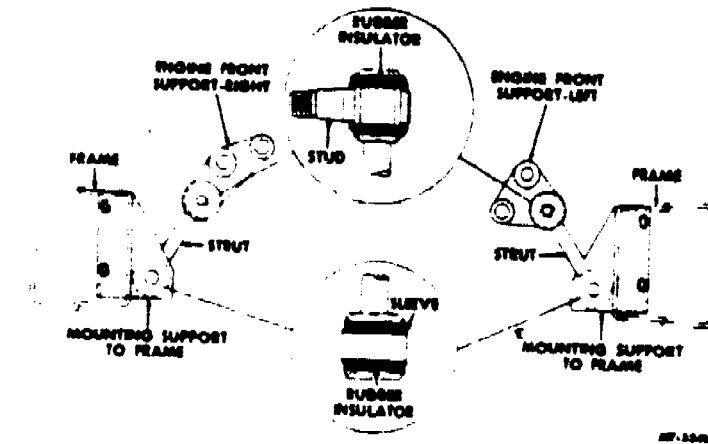 RUBBER
INSULATOR
ENGINE FRONT
SUPPORT-RIGHT
ENGINE FRONT
SUPPORT-LEFT
STUD
FRAME
FRAME
STRUT
STRUT
SLEEVE
MOUNTING SUPPORT
TO FRAME
MOUNTING SUPPORT
TO FRAME
RUBBER
INSULATOR